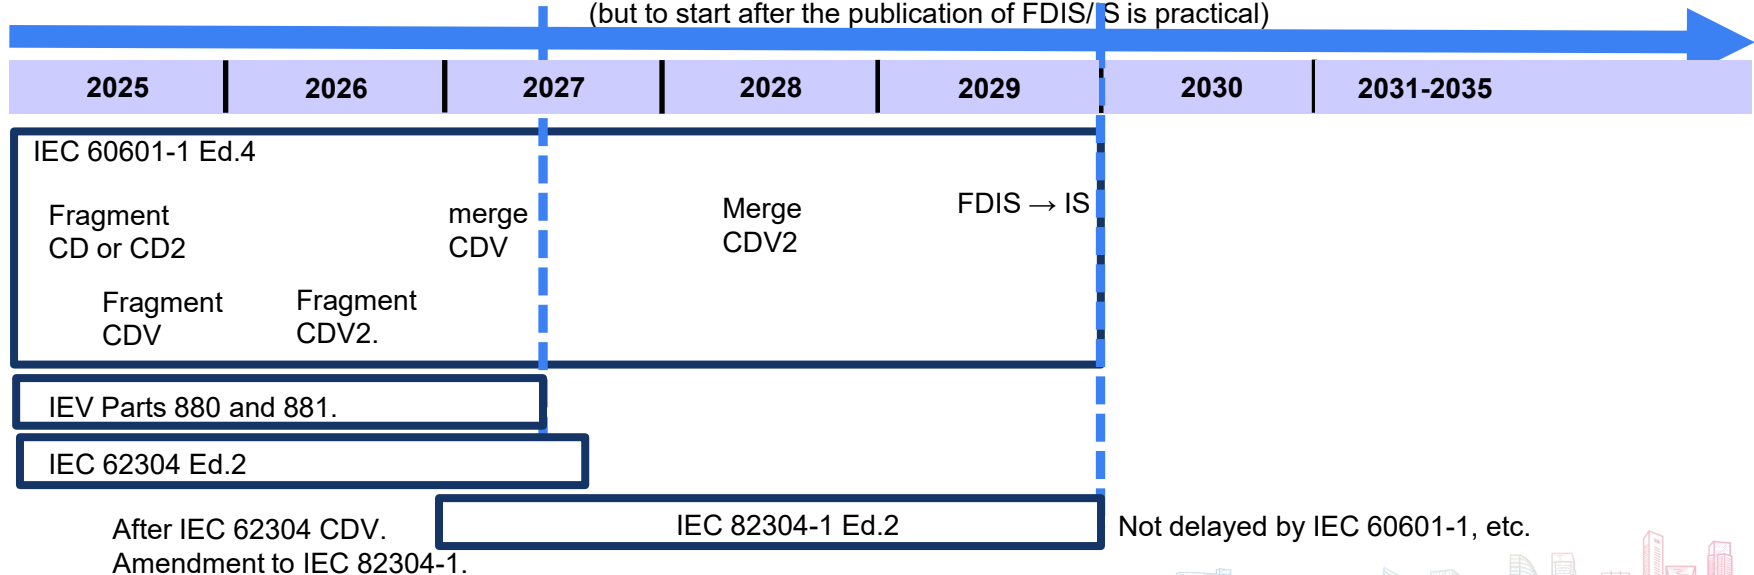 (but to start after the publication of FDIS/IS is practical)
2025 2026 2027 2028 2029 2030 2031-2035
IEC 60601-1 Ed.4
Fragment
CD or CD2
merge
CDV
Merge
CDV2
FDIS → IS
Fragment
CDV
Fragment
CDV2.
IEV Parts 880 and 881.
IEC 62304 Ed.2
After IEC 62304 CDV.
Amendment to IEC 82304-1.
IEC 82304-1 Ed.2
Not delayed by IEC 60601-1, etc.